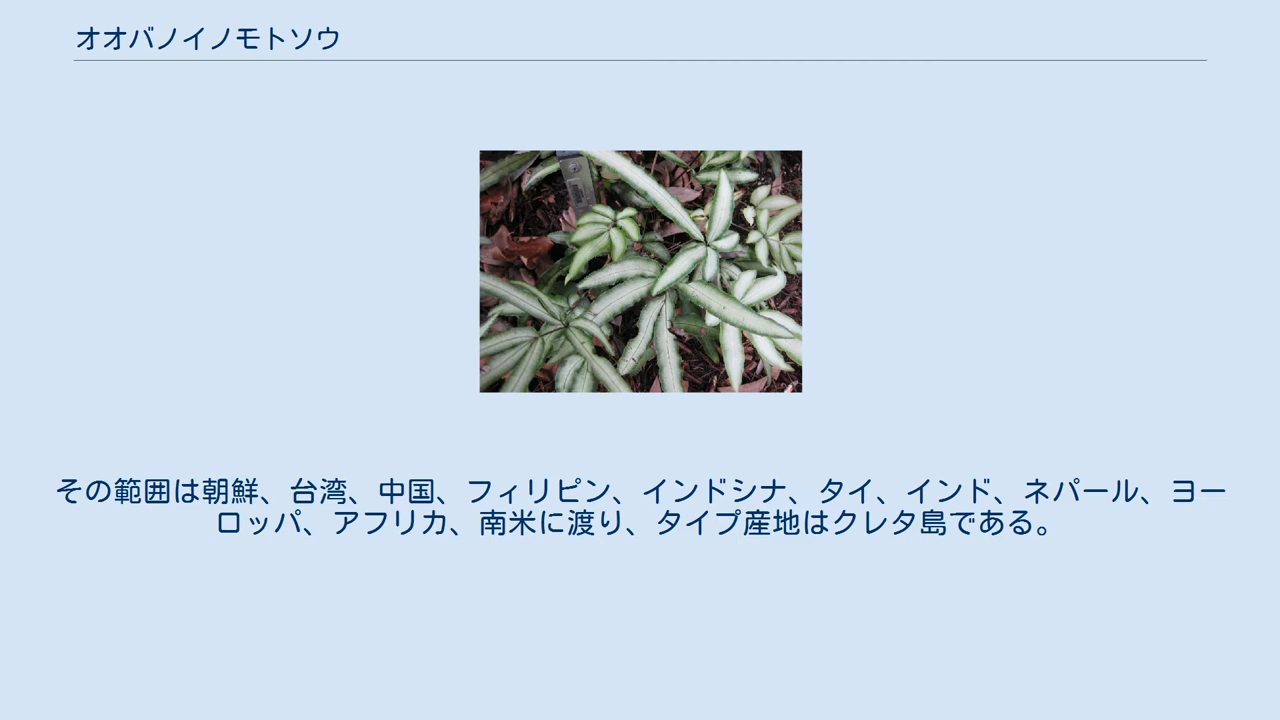 オオバノイノモトソウ
その範囲は朝鮮、台湾、中国、フィリピン、インドシナ、タイ、インド、ネパール、ヨー
ロッパ、アフリカ、南米に渡り、タイプ産地はクレタ島である。